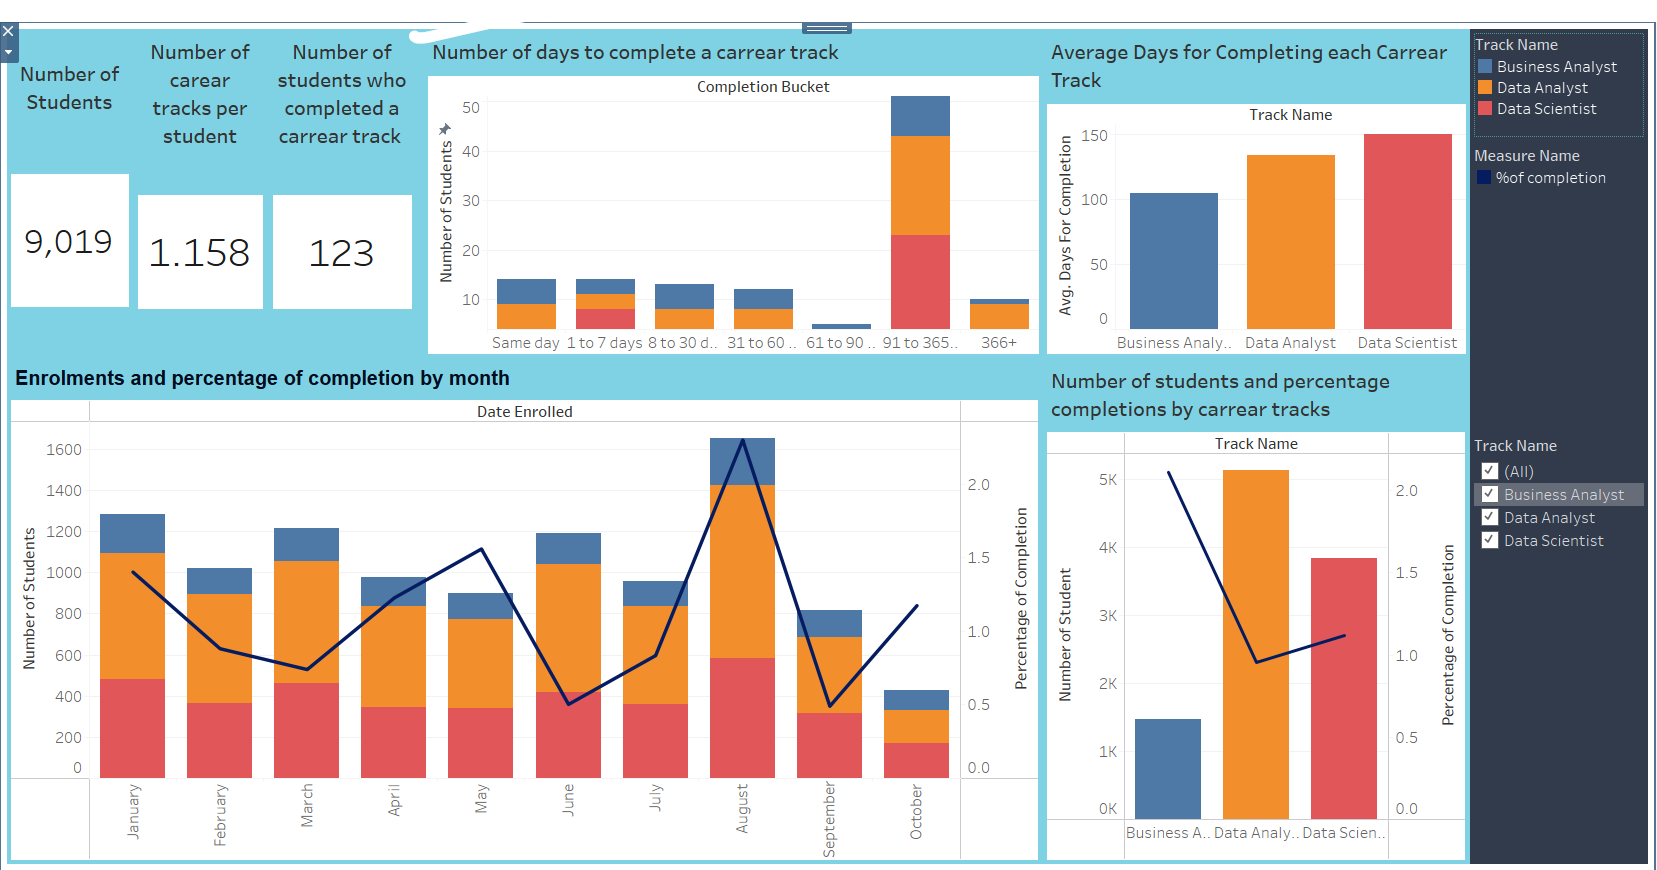 Number of
Students
9,019
Number of
carear
tracks per
student
1.158
Number of
students who
completed a
carrear track
123
Number of days to complete a carrear track
Completion Bucket
Number of Students
50
40
30
20
10
Same day 1 to 7 days 8 to 30 d.. 31 to 60 .. 61 to 90 .. 91 to 365.. 366+
Average Days for Completing each Carrear
Track
Track Name
Avg. Days For Completion
150
100
50
0
Business Analy.. Data Analyst Data Scientist
Track Name
Business Analyst
Data Analyst
Data Scientist
Measure Name
%of completion
Enrolments and percentage of completion by month
Date Enrolled
Number of Students
1600
1400
1200
1000
800
600
400
200
0
2.0
1.5
1.0
0.5
0.0
Percentage of Completion
January February March April May June July August September October
Number of students and percentage
completions by carrear tracks
Track Name
Number of Student
5K
4K
3K
2K
1K
0K
2.0
1.5
1.0
0.5
0.0
Percentage of Completion
Business A.. Data Analy.. Data Scien..
Track Name
(All)
Business Analyst
Data Analyst
Data Scientist